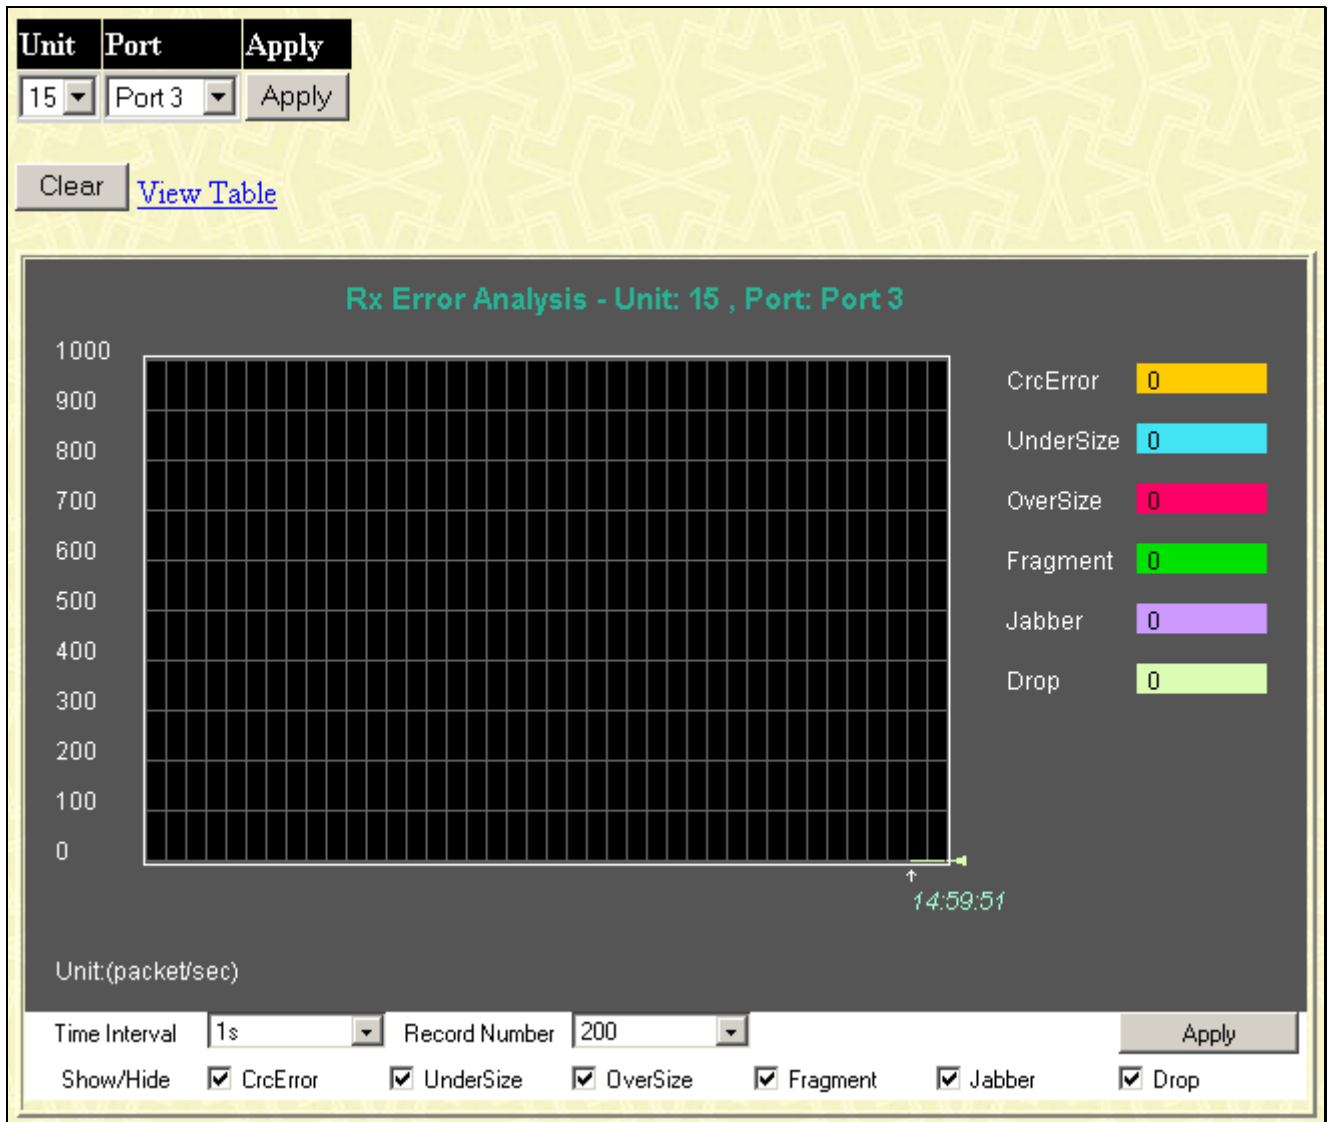 Unit Port Apply
15 Port 3 Apply
Clear View Table
Rx Error Analysis - Unit: 15 , Port: Port 3
1000
900
800
700
600
500
400
300
200
100
0
CrcError 0
UnderSize 0
OverSize 0
Fragment 0
Jabber 0
Drop 0
14:59:51
Unit:(packet/sec)
Time Interval 1s Record Number 200 Apply
Show/Hide CrcError UnderSize OverSize Fragment Jabber Drop